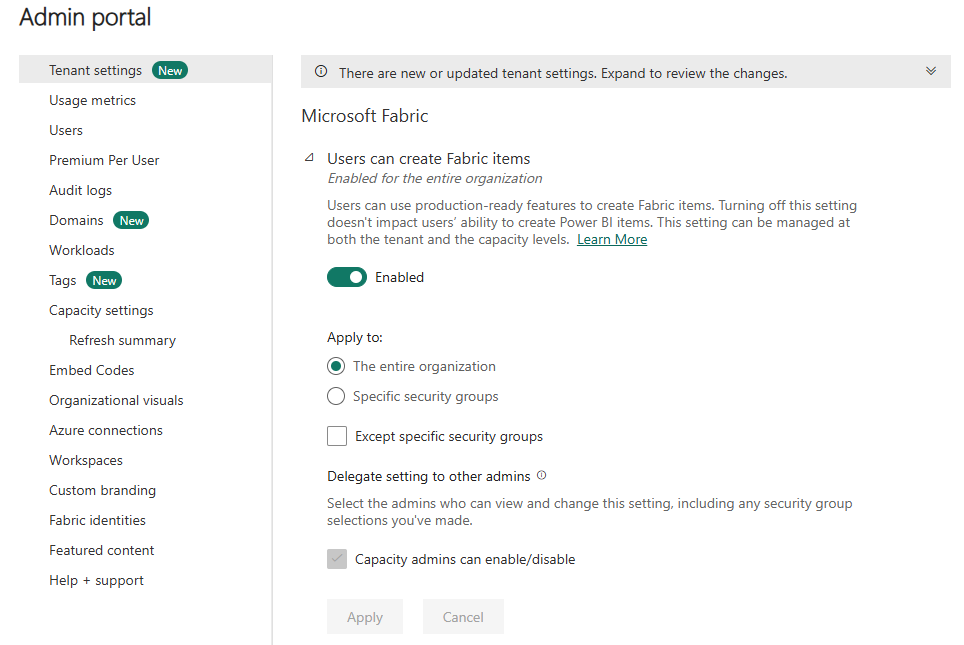 Admin portal
Tenant settings New
Usage metrics
Users
Premium Per User
Audit logs
Domains New
Workloads
Tags New
Capacity settings
Refresh summary
Embed Codes
Organizational visuals
Azure connections
Workspaces
Custom branding
Fabric identities
Featured content
Help + support
There are new or updated tenant settings. Expand to review the changes.
Microsoft Fabric
Users can create Fabric items
Enabled for the entire organization
Users can use production-ready features to create Fabric items. Turning off this setting
doesn't impact users’ ability to create Power BI items. This setting can be managed at
both the tenant and the capacity levels. Learn More
Enabled
Apply to:
The entire organization
Specific security groups
Except specific security groups
Delegate setting to other admins
Select the admins who can view and change this setting, including any security group
selections you've made.
Capacity admins can enable/disable
Apply Cancel